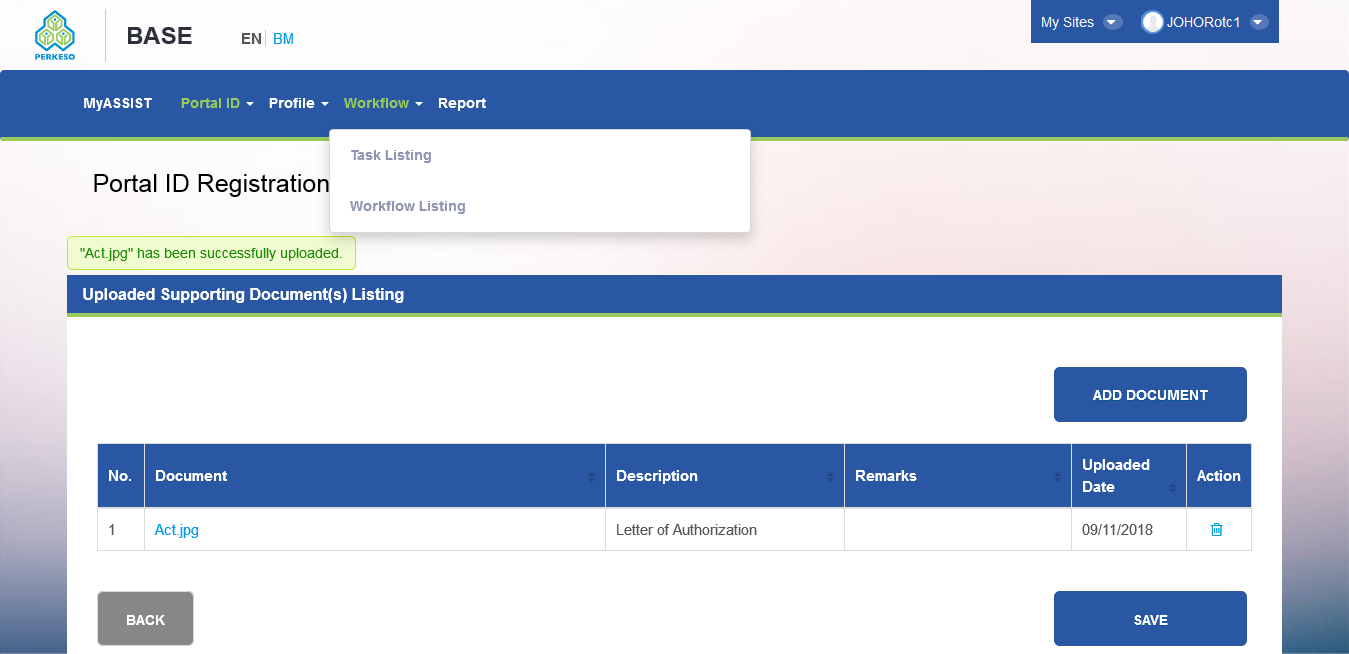 PERKESO
BASE
EN BM
My Sites JOHORotc1
MyASSIST Portal ID Profile Workflow Report
Task Listing
Portal ID Registration
Workflow Listing
"Act.jpg" has been successfully uploaded.
Uploaded Supporting Document(s) Listing
ADD DOCUMENT
No. Document Description Remarks Uploaded Date Action
1 Act.jpg Letter of Authorization 09/11/2018
BACK SAVE